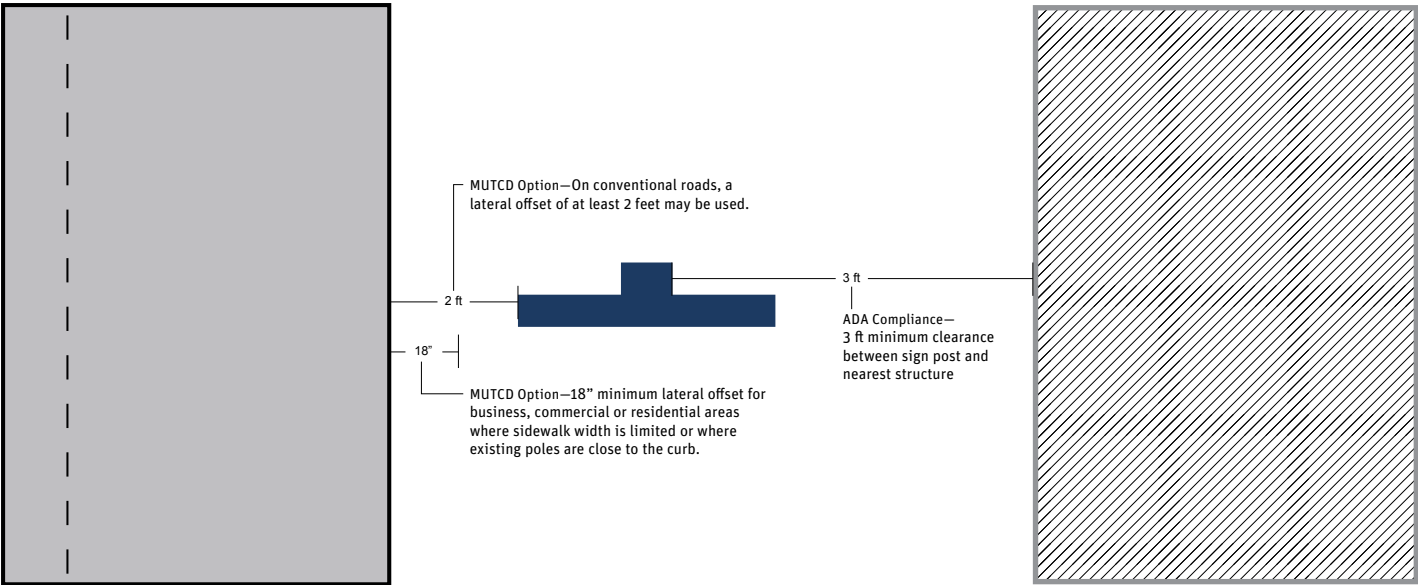 MUTCD Option—On conventional roads, a
lateral offset of at least 2 feet may be used.
2 ft
3 ft
18”
ADA Compliance—
3 ft minimum clearance
between sign post and
nearest structure
MUTCD Option—18” minimum lateral offset for
business, commercial or residential areas
where sidewalk width is limited or where
existing poles are close to the curb.